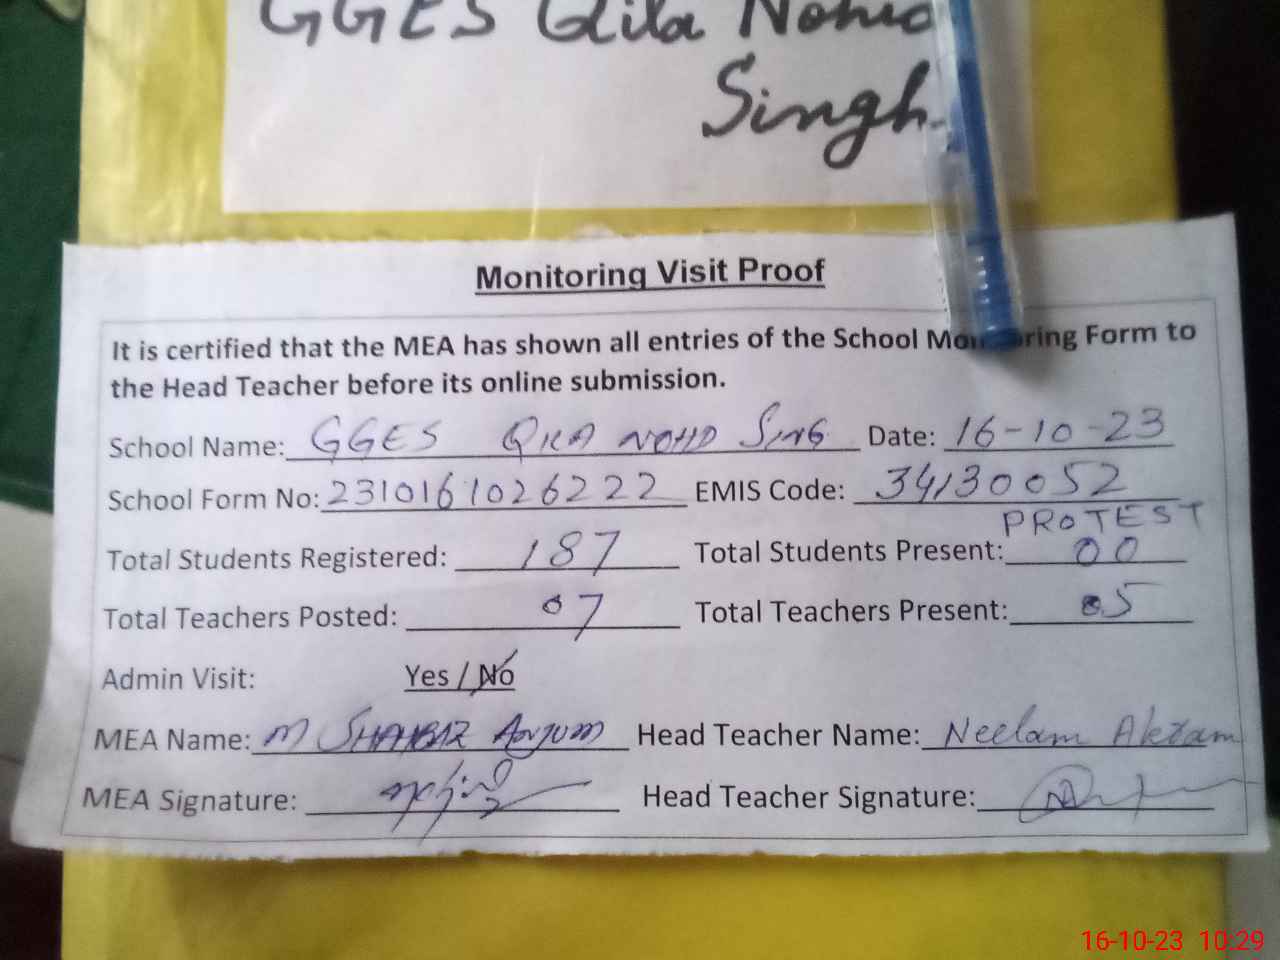 GGES Qila Nohd
Singh.
Monitoring Visit Proof
It is certified that the MEA has shown all entries of the School Monitoring Form to
the Head Teacher before its online submission.
School Name: GGES QILA NOHD SING Date: 16-10-23
School Form No: 2310161026222 EMIS Code: 34130052
PROTEST
Total Students Registered: 187 Total Students Present: 00
Total Teachers Posted: 07 Total Teachers Present: 05
Admin Visit: Yes / No
MEA Name: M SHAHBAZ ANJUM Head Teacher Name: Neelam Akram
MEA Signature: Head Teacher Signature:
16-10-23 10:29